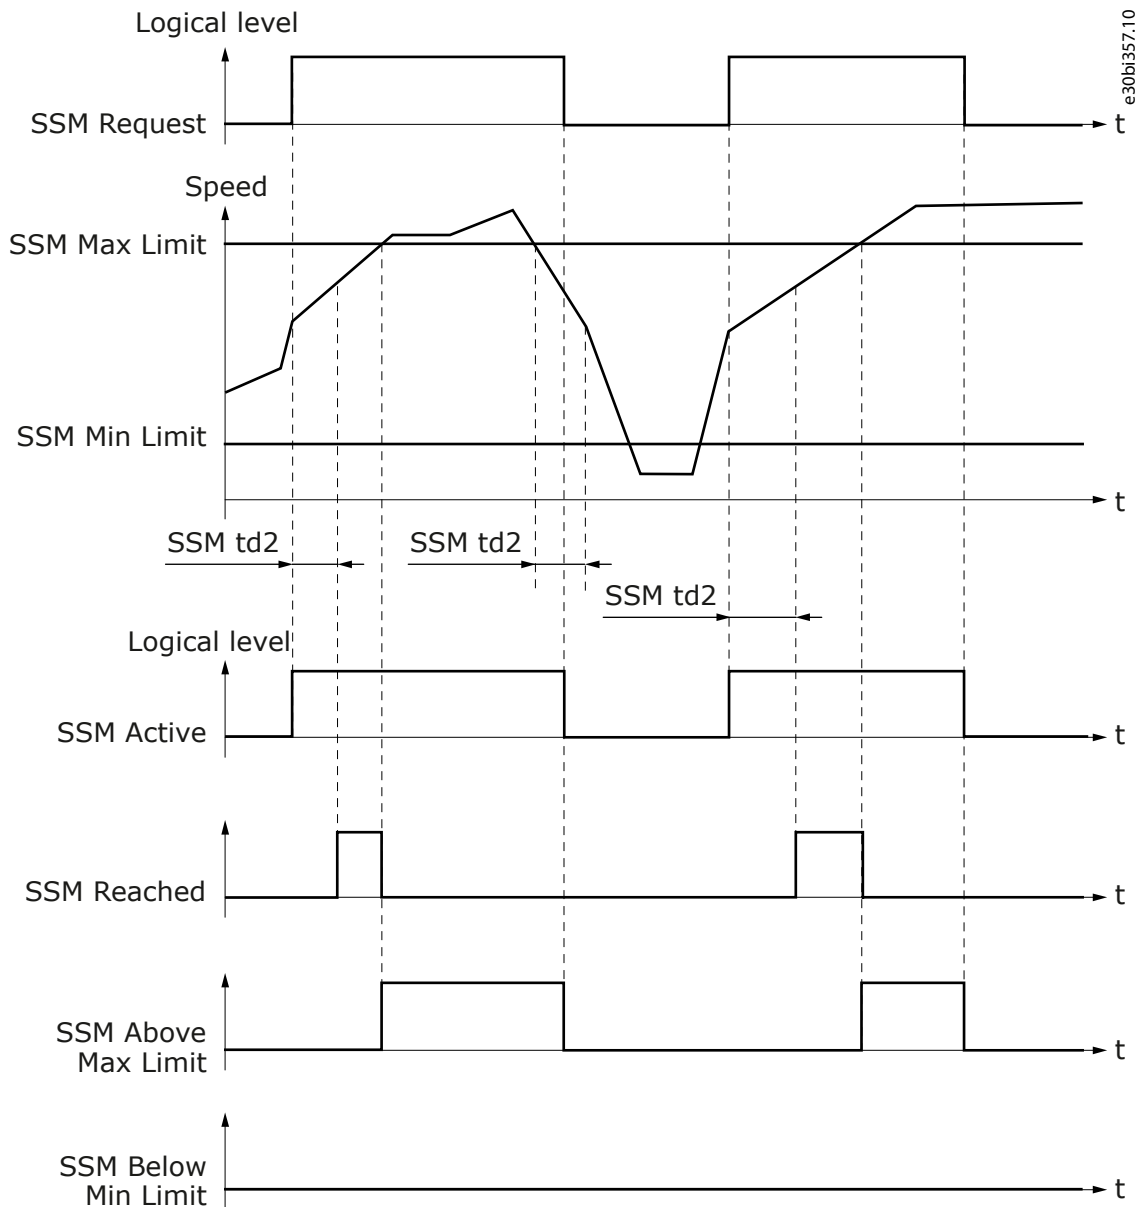 Logical level
SSM Request
t
e30bi357.10
Speed
SSM Max Limit
SSM Min Limit
t
SSM td2
SSM td2
SSM td2
Logical level
SSM Active
t
SSM Reached
t
SSM Above
Max Limit
t
SSM Below
Min Limit
t